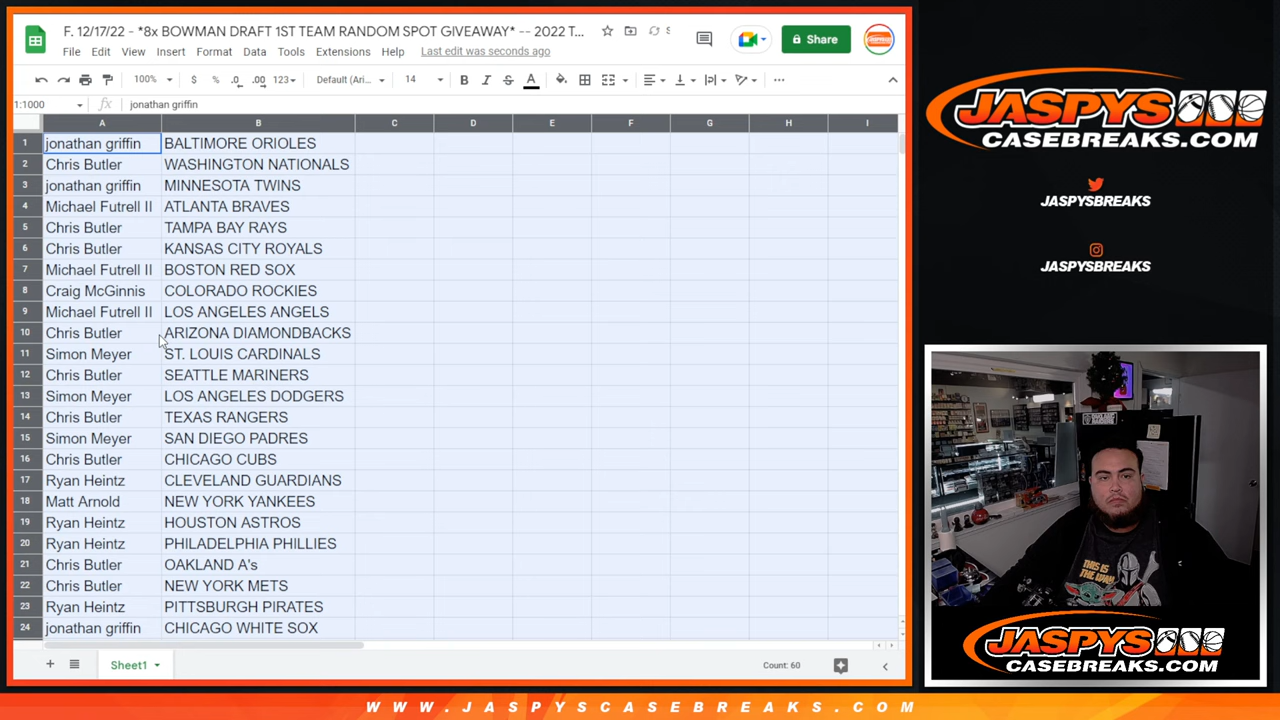 F. 12/17/22 - *8x BOWMAN DRAFT 1ST TEAM RANDOM SPOT GIVEAWAY* -- 2022 T...
File Edit View Insert Format Data Tools Extensions Help Last edit was seconds ago
Share
100% $ % .0 .00 123 Default (Ari... 14 B I S A
1:1000 fx jonathan griffin
A B C D E F G H I
1 jonathan griffin BALTIMORE ORIOLES
2 Chris Butler WASHINGTON NATIONALS
3 jonathan griffin MINNESOTA TWINS
4 Michael Futrell II ATLANTA BRAVES
5 Chris Butler TAMPA BAY RAYS
6 Chris Butler KANSAS CITY ROYALS
7 Michael Futrell II BOSTON RED SOX
8 Craig McGinnis COLORADO ROCKIES
9 Michael Futrell II LOS ANGELES ANGELS
10 Chris Butler ARIZONA DIAMONDBACKS
11 Simon Meyer ST. LOUIS CARDINALS
12 Chris Butler SEATTLE MARINERS
13 Simon Meyer LOS ANGELES DODGERS
14 Chris Butler TEXAS RANGERS
15 Simon Meyer SAN DIEGO PADRES
16 Chris Butler CHICAGO CUBS
17 Ryan Heintz CLEVELAND GUARDIANS
18 Matt Arnold NEW YORK YANKEES
19 Ryan Heintz HOUSTON ASTROS
20 Ryan Heintz PHILADELPHIA PHILLIES
21 Chris Butler OAKLAND A's
22 Chris Butler NEW YORK METS
23 Ryan Heintz PITTSBURGH PIRATES
24 jonathan griffin CHICAGO WHITE SOX
Sheet1
Count: 60
JASPYS
CASEBREAKS.COM
JASPYSBREAKS
JASPYSBREAKS
THIS IS
THE WAY
JASPYS
CASEBREAKS.COM
WWW.JASPYSCASEBREAKS.COM